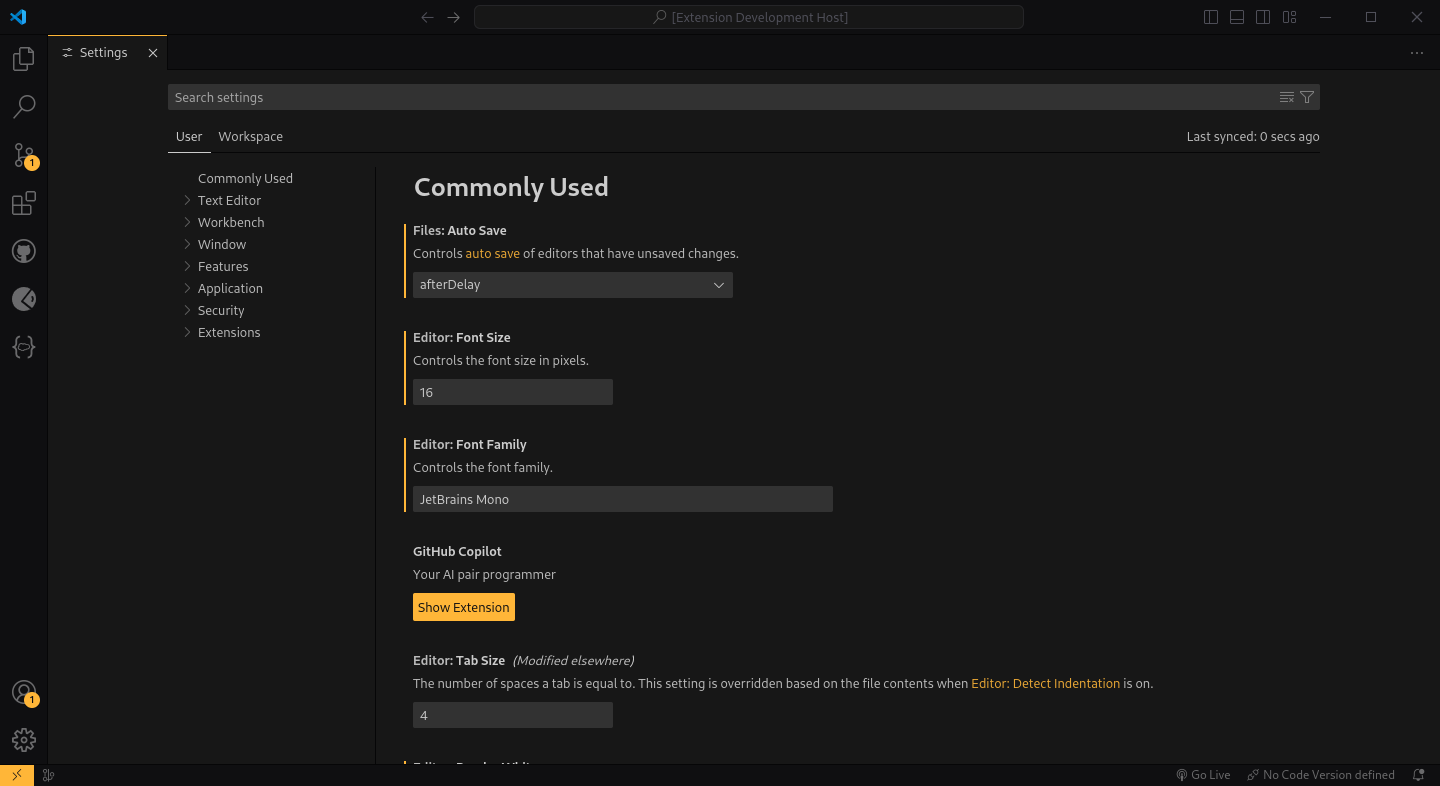 [Extension Development Host]
Settings
Search settings
User Workspace Last synced: 0 secs ago
Commonly Used
Text Editor
Workbench
Window
Features
Application
Security
Extensions
Commonly Used
Files: Auto Save
Controls auto save of editors that have unsaved changes.
afterDelay
Editor: Font Size
Controls the font size in pixels.
16
Editor: Font Family
Controls the font family.
JetBrains Mono
GitHub Copilot
Your AI pair programmer
Show Extension
Editor: Tab Size (Modified elsewhere)
The number of spaces a tab is equal to. This setting is overridden based on the file contents when Editor: Detect Indentation is on.
4
1
1
Go Live No Code Version defined